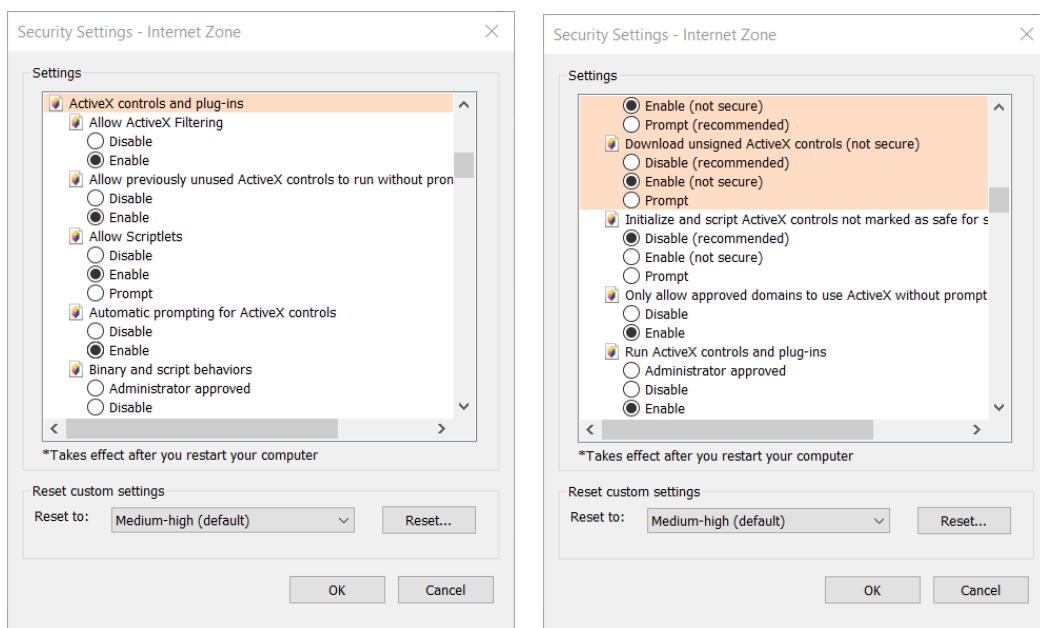 Security Settings - Internet Zone
Settings
ActiveX controls and plug-ins
Allow ActiveX Filtering
Disable
Enable
Allow previously unused ActiveX controls to run without pron
Disable
Enable
Allow Scriptlets
Disable
Enable
Prompt
Automatic prompting for ActiveX controls
Disable
Enable
Binary and script behaviors
Administrator approved
Disable
*Takes effect after you restart your computer
Reset custom settings
Reset to:
Medium-high (default)
Reset...
OK
Cancel
Security Settings - Internet Zone
Settings
Enable (not secure)
Prompt (recommended)
Download unsigned ActiveX controls (not secure)
Disable (recommended)
Enable (not secure)
Prompt
Initialize and script ActiveX controls not marked as safe for s
Disable (recommended)
Enable (not secure)
Prompt
Only allow approved domains to use ActiveX without prompt
Disable
Enable
Run ActiveX controls and plug-ins
Administrator approved
Disable
Enable
*Takes effect after you restart your computer
Reset custom settings
Reset to:
Medium-high (default)
Reset...
OK
Cancel